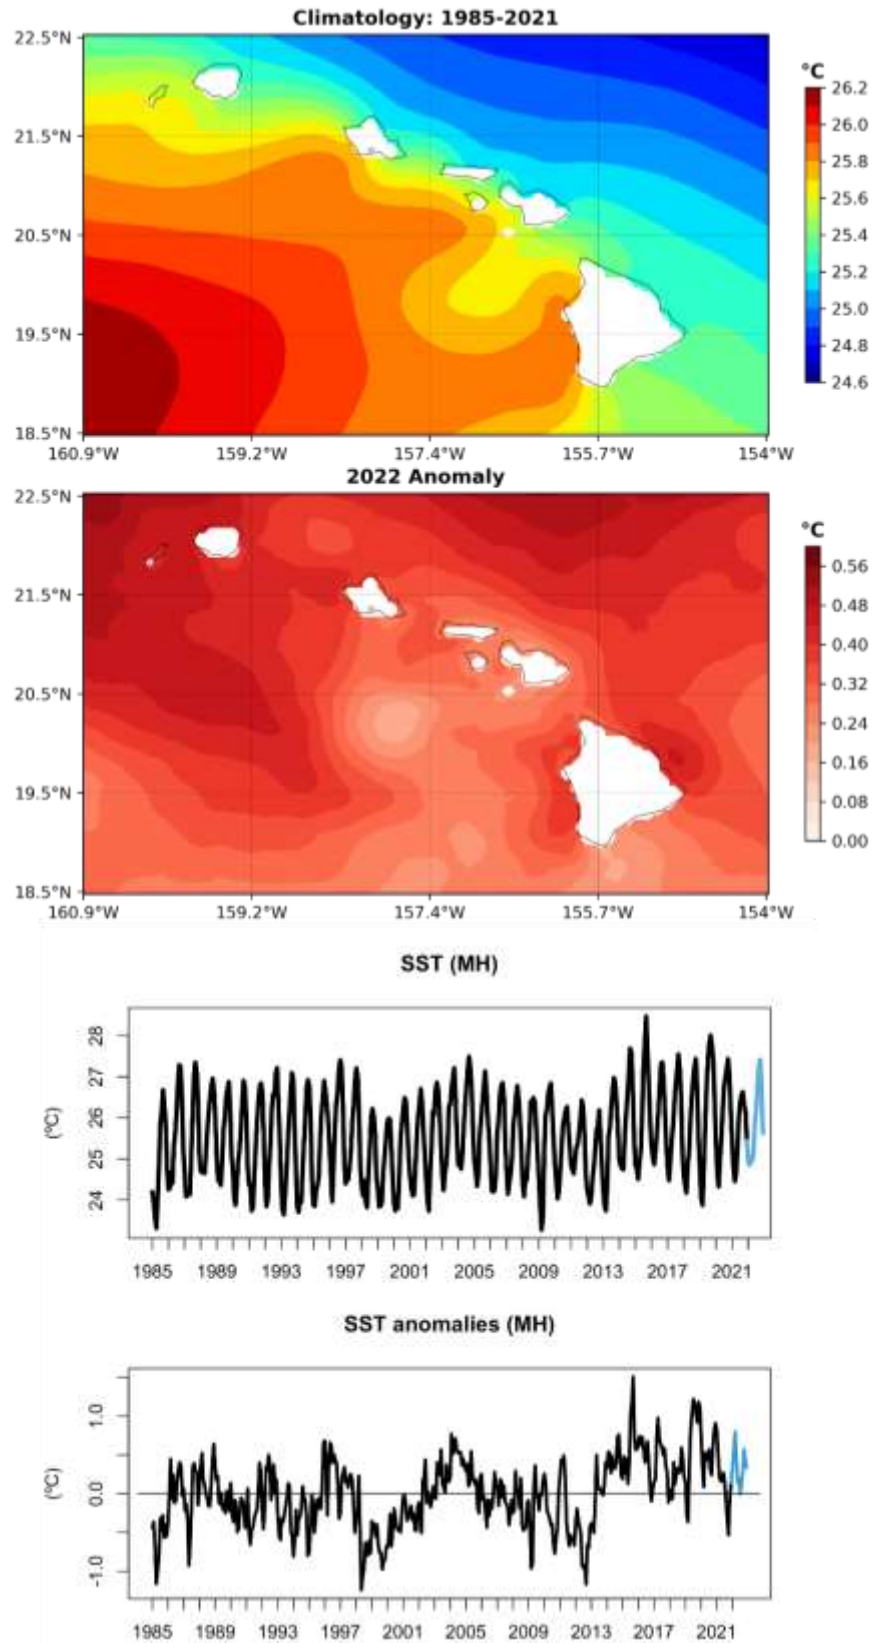 Climatology: 1985-2021
22.5°N
21.5°N
20.5°N
19.5°N
18.5°N
160.9°W 159.2°W 157.4°W 155.7°W 154°W
°C
26.2
26.0
25.8
25.6
25.4
25.2
25.0
24.8
24.6
2022 Anomaly
22.5°N
21.5°N
20.5°N
19.5°N
18.5°N
160.9°W 159.2°W 157.4°W 155.7°W 154°W
°C
0.56
0.48
0.40
0.32
0.24
0.16
0.08
0.00
SST (MH)
(ºC)
28
27
26
25
24
1985 1989 1993 1997 2001 2005 2009 2013 2017 2021
SST anomalies (MH)
(ºC)
1.0
0.0
-1.0
1985 1989 1993 1997 2001 2005 2009 2013 2017 2021